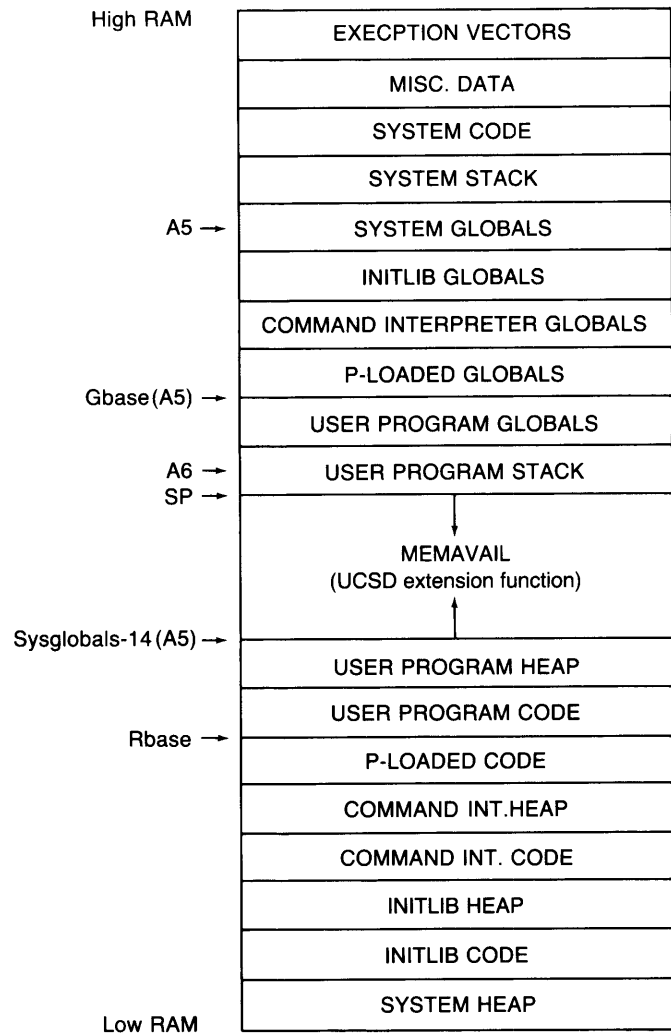 High RAM
EXECPTION VECTORS
MISC. DATA
SYSTEM CODE
SYSTEM STACK
A5 →
SYSTEM GLOBALS
INITLIB GLOBALS
COMMAND INTERPRETER GLOBALS
P-LOADED GLOBALS
Gbase(A5) →
USER PROGRAM GLOBALS
A6 →
USER PROGRAM STACK
SP →
MEMAVAIL
(UCSD extension function)
Sysglobals-14(A5) →
USER PROGRAM HEAP
USER PROGRAM CODE
Rbase →
P-LOADED CODE
COMMAND INT.HEAP
COMMAND INT. CODE
INITLIB HEAP
INITLIB CODE
SYSTEM HEAP
Low RAM